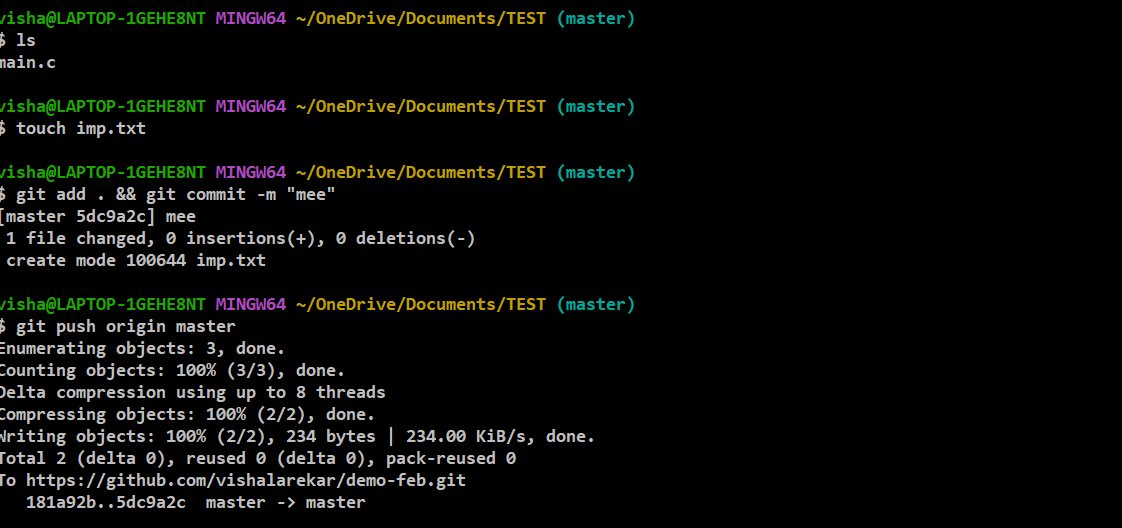 visha@LAPTOP-1GEHE8NT MINGW64 ~/OneDrive/Documents/TEST (master)
$ ls
main.c
visha@LAPTOP-1GEHE8NT MINGW64 ~/OneDrive/Documents/TEST (master)
$ touch imp.txt
visha@LAPTOP-1GEHE8NT MINGW64 ~/OneDrive/Documents/TEST (master)
$ git add . && git commit -m "mee"
[master 5dc9a2c] mee
 1 file changed, 0 insertions(+), 0 deletions(-)
 create mode 100644 imp.txt
visha@LAPTOP-1GEHE8NT MINGW64 ~/OneDrive/Documents/TEST (master)
$ git push origin master
Enumerating objects: 3, done.
Counting objects: 100% (3/3), done.
Delta compression using up to 8 threads
Compressing objects: 100% (2/2), done.
Writing objects: 100% (2/2), 234 bytes | 234.00 KiB/s, done.
Total 2 (delta 0), reused 0 (delta 0), pack-reused 0
To https://github.com/vishalarekar/demo-feb.git
   181a92b..5dc9a2c  master -> master